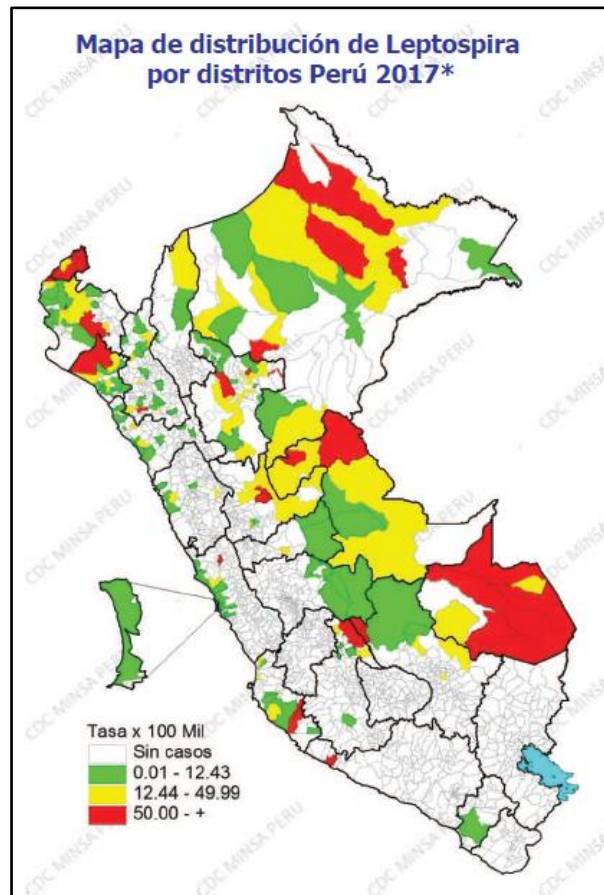 Mapa de distribución de Leptospira
por distritos Perú 2017*
CDC MINSA PERU
Tasa x 100 Mil
Sin casos
0.01 - 12.43
12.44 - 49.99
50.00 - +